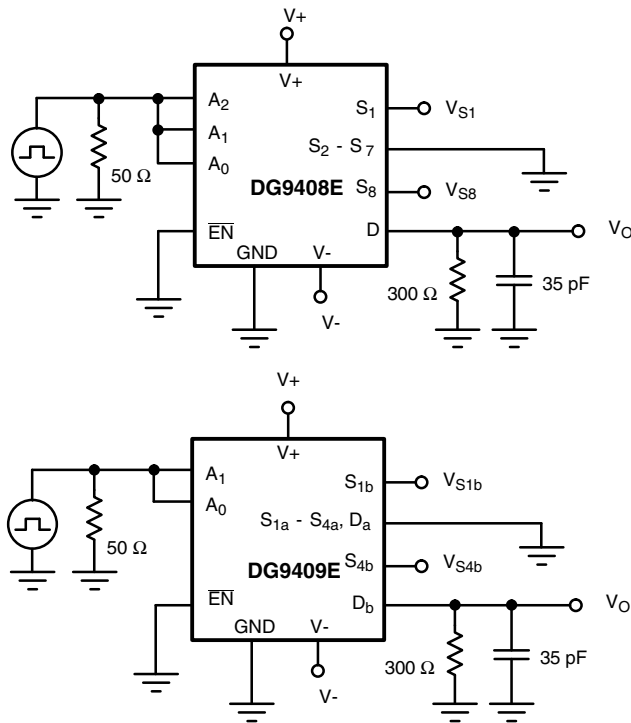 V+
V+
A2
A1
A0
50 Ω
DG9408E
S1
VS1
S2 - S7
S8
VS8
D
VO
EN
GND
V-
V-
300 Ω
35 pF
V+
V+
A1
A0
50 Ω
DG9409E
S1b
VS1b
S1a - S4a, Da
S4b
VS4b
Db
VO
EN
GND
V-
V-
300 Ω
35 pF